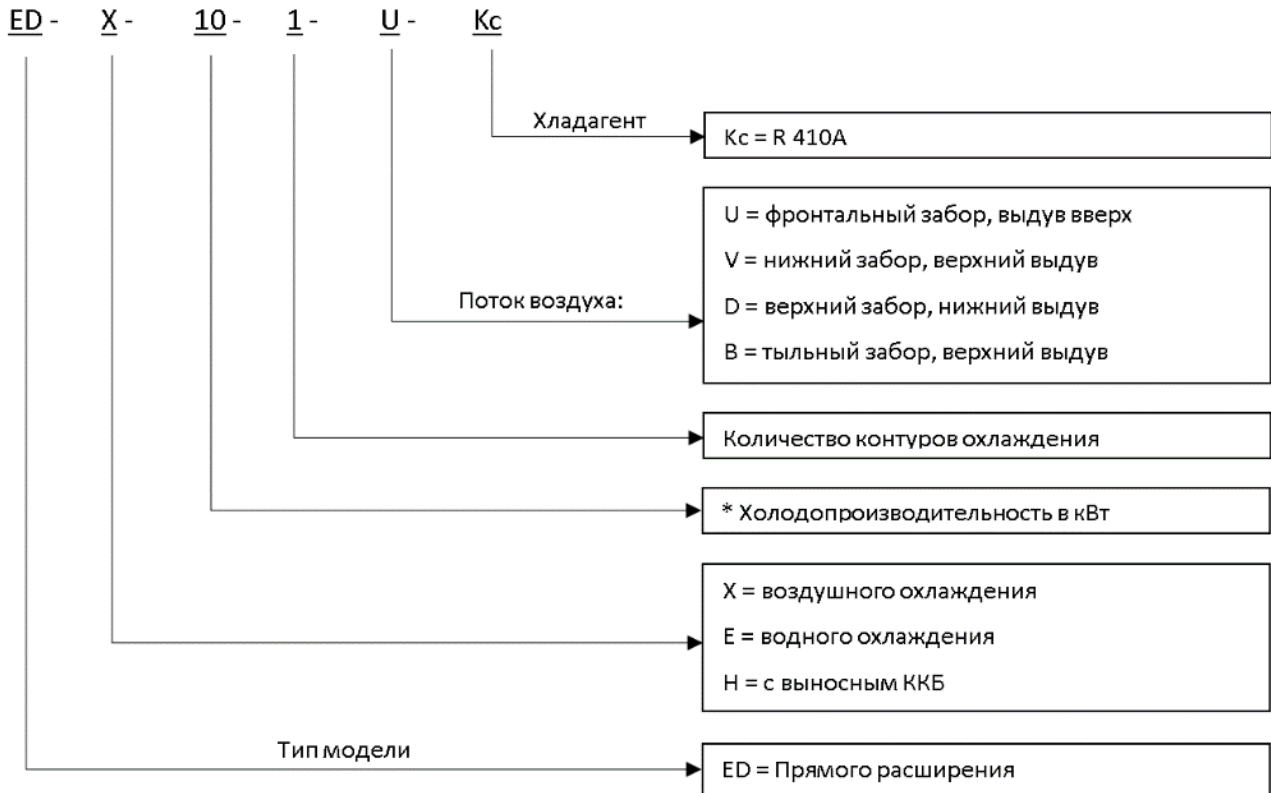 ED - X - 10 - 1 - U - Kc
Хладагент
Kc = R 410A
U = фронтальный забор, выдув вверх
V = нижний забор, верхний выдув
Поток воздуха:
D = верхний забор, нижний выдув
B = тыльный забор, верхний выдув
Количество контуров охлаждения
* Холодопроизводительность в кВт
X = воздушного охлаждения
E = водного охлаждения
H = с выносным ККБ
Тип модели
ED = Прямого расширения